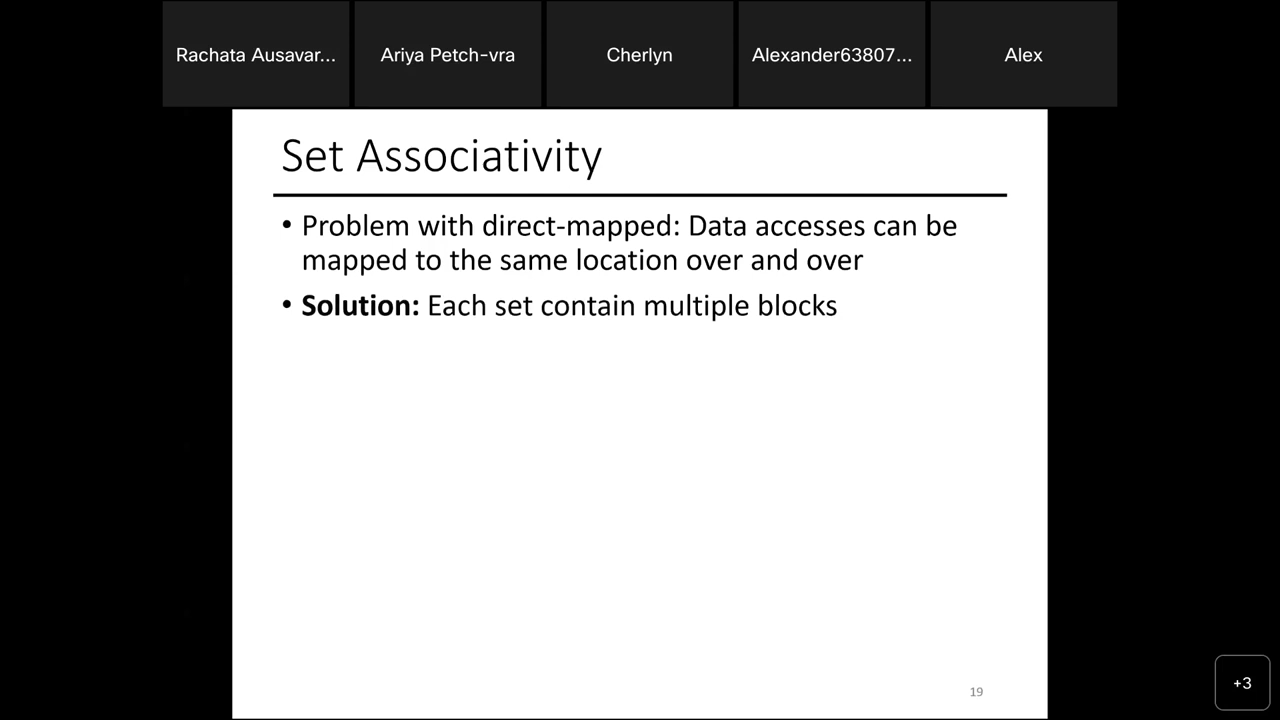 Rachata Ausavar...
Ariya Petch-vra
Cherlyn
Alexander63807...
Alex
Set Associativity
• Problem with direct-mapped: Data accesses can be
mapped to the same location over and over
• Solution: Each set contain multiple blocks
19
+3